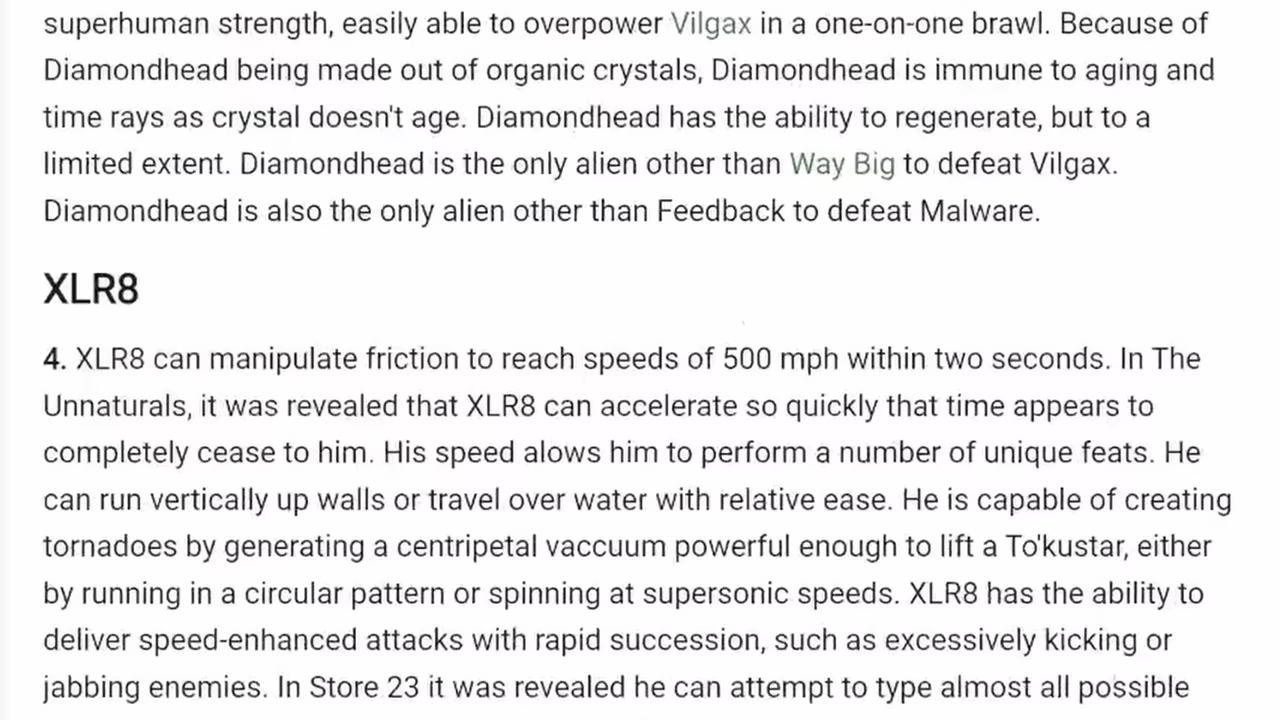 superhuman strength, easily able to overpower Vilgax in a one-on-one brawl. Because of
Diamondhead being made out of organic crystals, Diamondhead is immune to aging and
time rays as crystal doesn't age. Diamondhead has the ability to regenerate, but to a
limited extent. Diamondhead is the only alien other than Way Big to defeat Vilgax.
Diamondhead is also the only alien other than Feedback to defeat Malware.
XLR8
4. XLR8 can manipulate friction to reach speeds of 500 mph within two seconds. In The
Unnaturals, it was revealed that XLR8 can accelerate so quickly that time appears to
completely cease to him. His speed alows him to perform a number of unique feats. He
can run vertically up walls or travel over water with relative ease. He is capable of creating
tornadoes by generating a centripetal vaccuum powerful enough to lift a To'kustar, either
by running in a circular pattern or spinning at supersonic speeds. XLR8 has the ability to
deliver speed-enhanced attacks with rapid succession, such as excessively kicking or
jabbing enemies. In Store 23 it was revealed he can attempt to type almost all possible